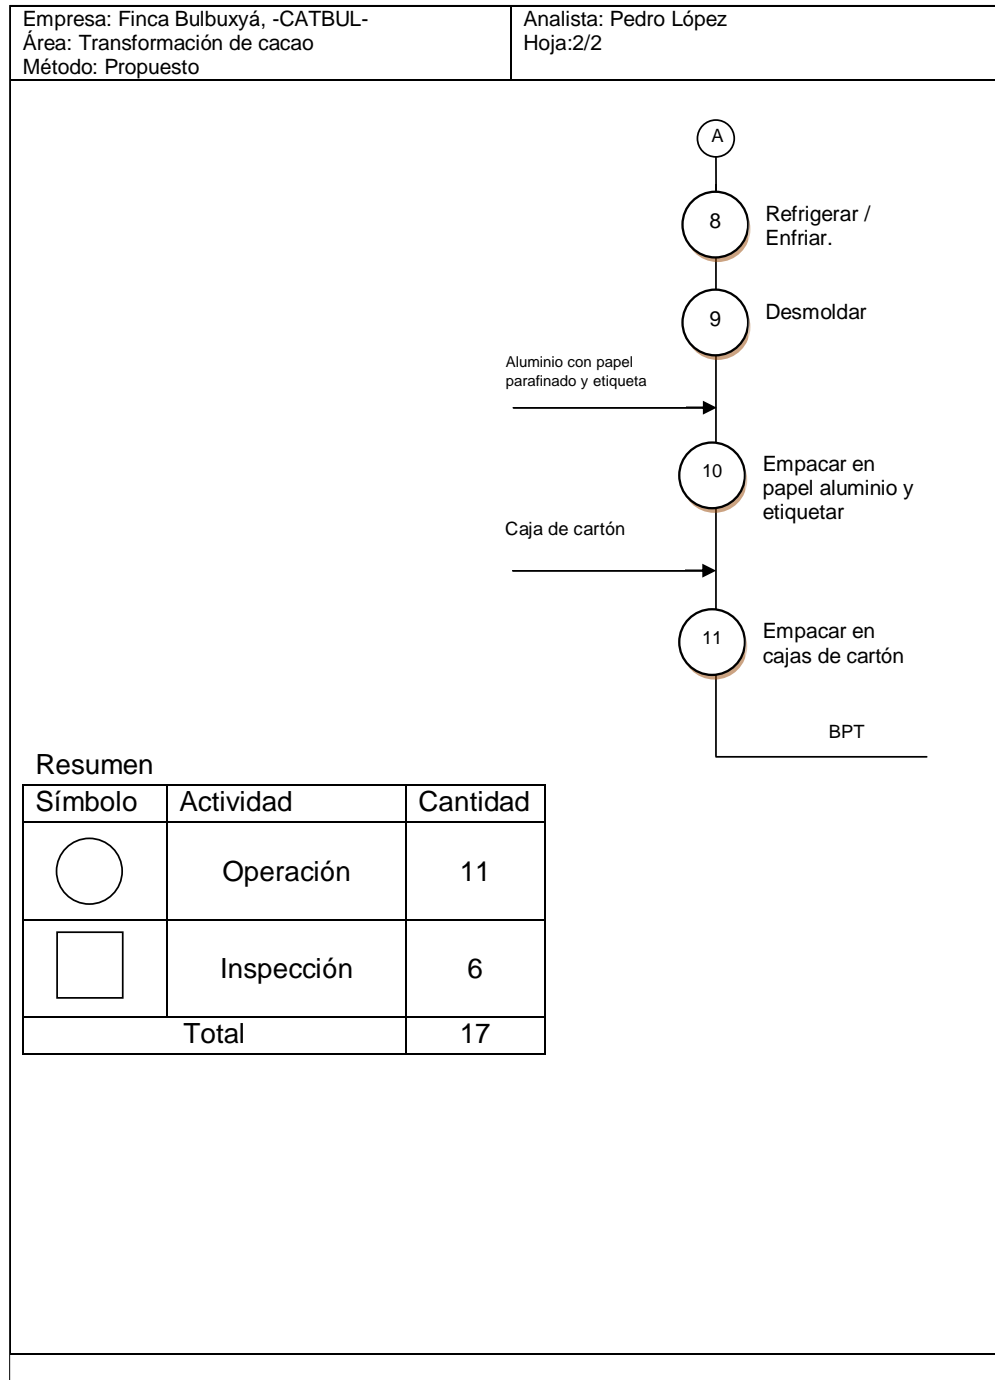 Empresa: Finca Bulbuxyá, -CATBUL-
Área: Transformación de cacao
Método: Propuesto
Analista: Pedro López
Hoja:2/2
A
8
Refrigerar /
Enfriar.
9
Desmoldar
Aluminio con papel
parafinado y etiqueta
10
Empacar en
papel aluminio y
etiquetar
Caja de cartón
11
Empacar en
cajas de cartón
BPT
Resumen
Símbolo Actividad Cantidad
Operación 11
Inspección 6
Total 17